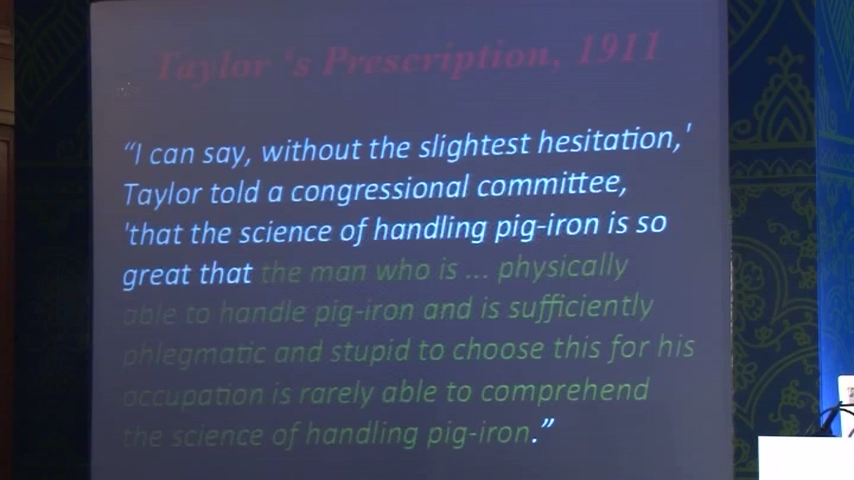 Taylor 's Prescription, 1911
“I can say, without the slightest hesitation,'
Taylor told a congressional committee,
'that the science of handling pig-iron is so
great that the man who is ... physically
able to handle pig-iron and is sufficiently
phlegmatic and stupid to choose this for his
occupation is rarely able to comprehend
the science of handling pig-iron.”